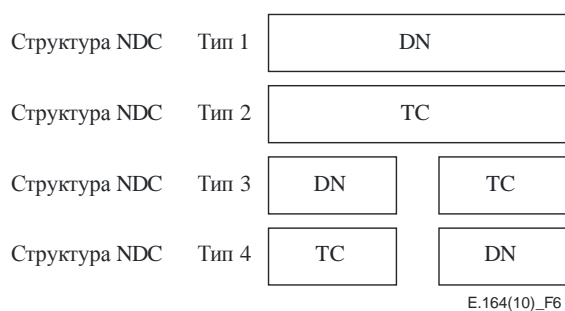 Структура NDC Тип 1 DN
Структура NDC Тип 2 TC
Структура NDC Тип 3 DN TC
Структура NDC Тип 4 TC DN
E.164(10)_F6